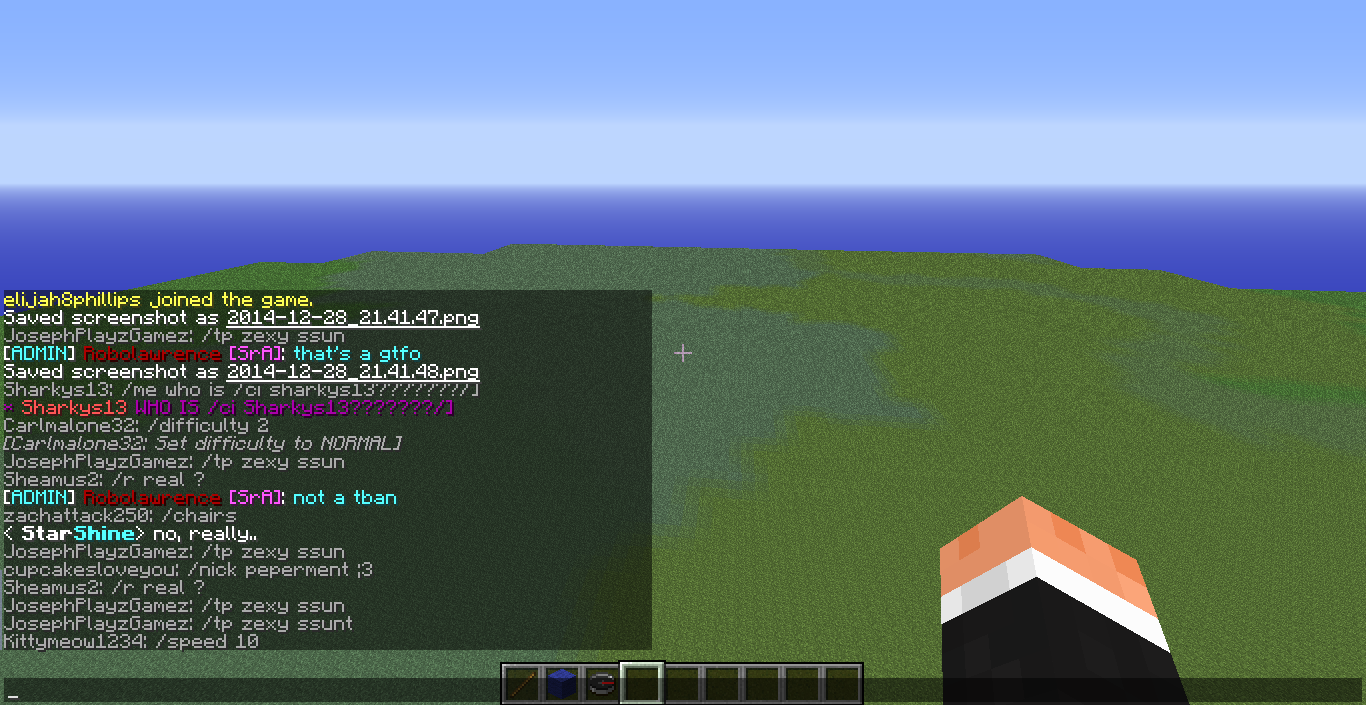 elijah8phillips joined the game.
Saved screenshot as 2014-12-28_21.41.47.png
JosephPlayzGamez: /tp zexy ssun
[ADMIN] Robolawrence [SrA]: that's a gtfo
Saved screenshot as 2014-12-28_21.41.48.png
Sharkys13: /me who is /ci sharkys13????????/]
* Sharkys13 WHO IS /ci Sharkys13???????/]
Carlmalone32: /difficulty 2
[Carlmalone32: Set difficulty to NORMAL]
JosephPlayzGamez: /tp zexy ssun
Sheamus2: /r real ?
[ADMIN] Robolawrence [SrA]: not a tban
zachattack250: /chairs
< StarShine> no, really..
JosephPlayzGamez: /tp zexy ssun
cupcakesloveyou: /nick peperment ;3
Sheamus2: /r real ?
JosephPlayzGamez: /tp zexy ssun
JosephPlayzGamez: /tp zexy ssunt
Kittymeow1234: /speed 10
_